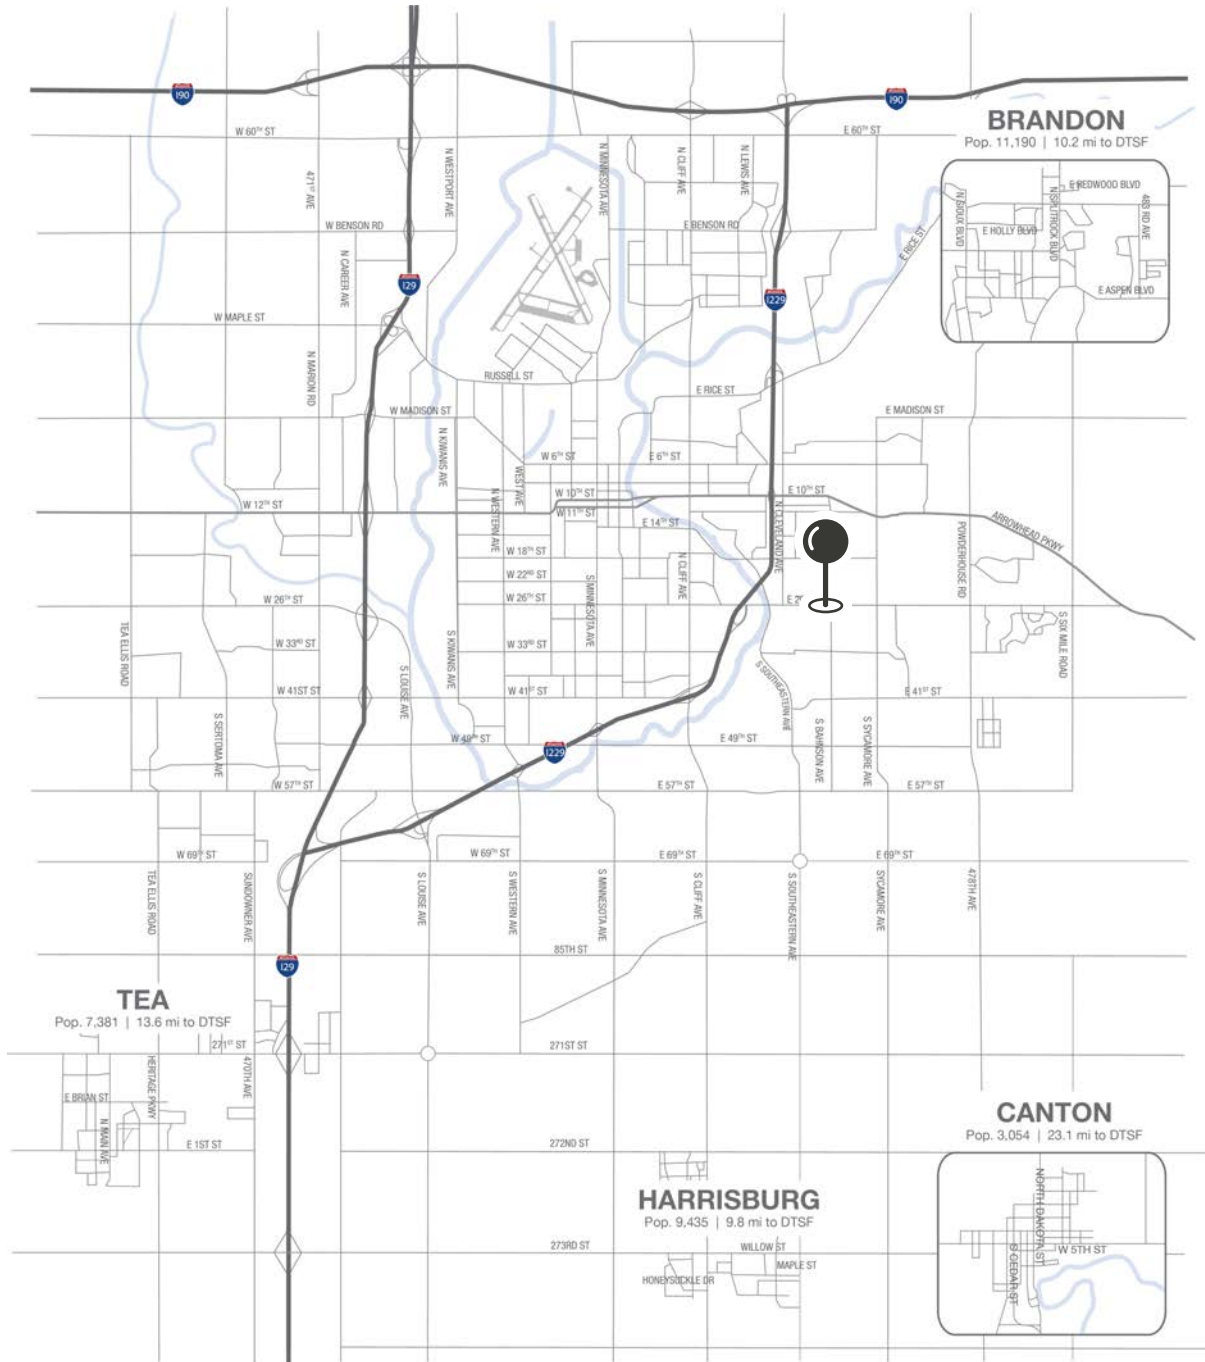 I90
I90
BRANDON
Pop. 11,190 | 10.2 mi to DTSF
W 60TH ST
E 60TH ST
N WESTPORT AVE
N MINNESOTA AVE
N CLIFF AVE
N LEWIS AVE
471ST AVE
E REDWOOD BLVD
N SIOUX BLVD
N SPLITROCK BLVD
483 RD AVE
E HOLLY BLVD
E ASPEN BLVD
W BENSON RD
E BENSON RD
E RICE ST
N CAREER AVE
I29
I229
W MAPLE ST
N MARION RD
RUSSELL ST
E RICE ST
W MADISON ST
E MADISON ST
N KIWANIS AVE
W 6TH ST
E 6TH ST
WEST AVE
N WESTERN AVE
W 10TH ST
E 10TH ST
W 12TH ST
W 11TH ST
E 14TH ST
N CLEVELAND AVE
POWDERHOUSE RD
ARROWHEAD PKWY
W 18TH ST
N CLIFF AVE
W 22ND ST
S MINNESOTA AVE
W 26TH ST
W 26TH ST
TEA ELLIS ROAD
S KIWANIS AVE
W 33RD ST
W 33RD ST
S SIX MILE ROAD
S LOUISE AVE
S SOUTHEASTERN AVE
W 41ST ST
W 41ST ST
E 41ST ST
S SERTOMA AVE
S BAHNSON AVE
S SYCAMORE AVE
W 49TH ST
E 49TH ST
I229
W 57TH ST
E 57TH ST
E 57TH ST
W 69TH ST
W 69TH ST
E 69TH ST
E 69TH ST
TEA ELLIS ROAD
SUNDOWNER AVE
S LOUISE AVE
S WESTERN AVE
S MINNESOTA AVE
S CLIFF AVE
S SOUTHEASTERN AVE
SYCAMORE AVE
478TH AVE
85TH ST
I29
TEA
Pop. 7,381 | 13.6 mi to DTSF
271ST ST
271ST ST
HERITAGE PKWY
470TH AVE
E BRIAN ST
N MAIN AVE
E 1ST ST
272ND ST
CANTON
Pop. 3,054 | 23.1 mi to DTSF
NORTH DAKOTA ST
W 5TH ST
S CEDAR ST
HARRISBURG
Pop. 9,435 | 9.8 mi to DTSF
273RD ST
WILLOW ST
MAPLE ST
HONEYSUCKLE DR